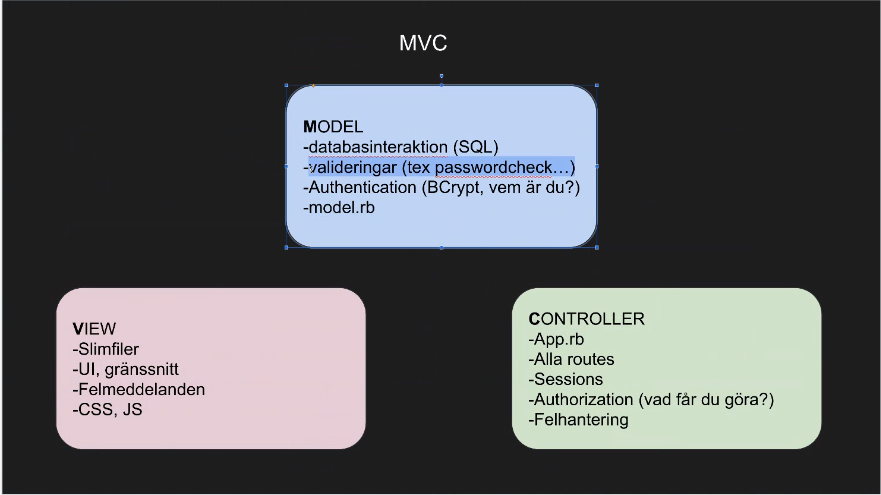 MVC
MODEL
-databasinteraktion (SQL)
-valideringar (tex passwordcheck…)
-Authentication (BCrypt, vem är du?)
-model.rb
VIEW
-Slimfiler
-UI, gränssnitt
-Felmeddelanden
-CSS, JS
CONTROLLER
-App.rb
-Alla routes
-Sessions
-Authorization (vad får du göra?)
-Felhantering